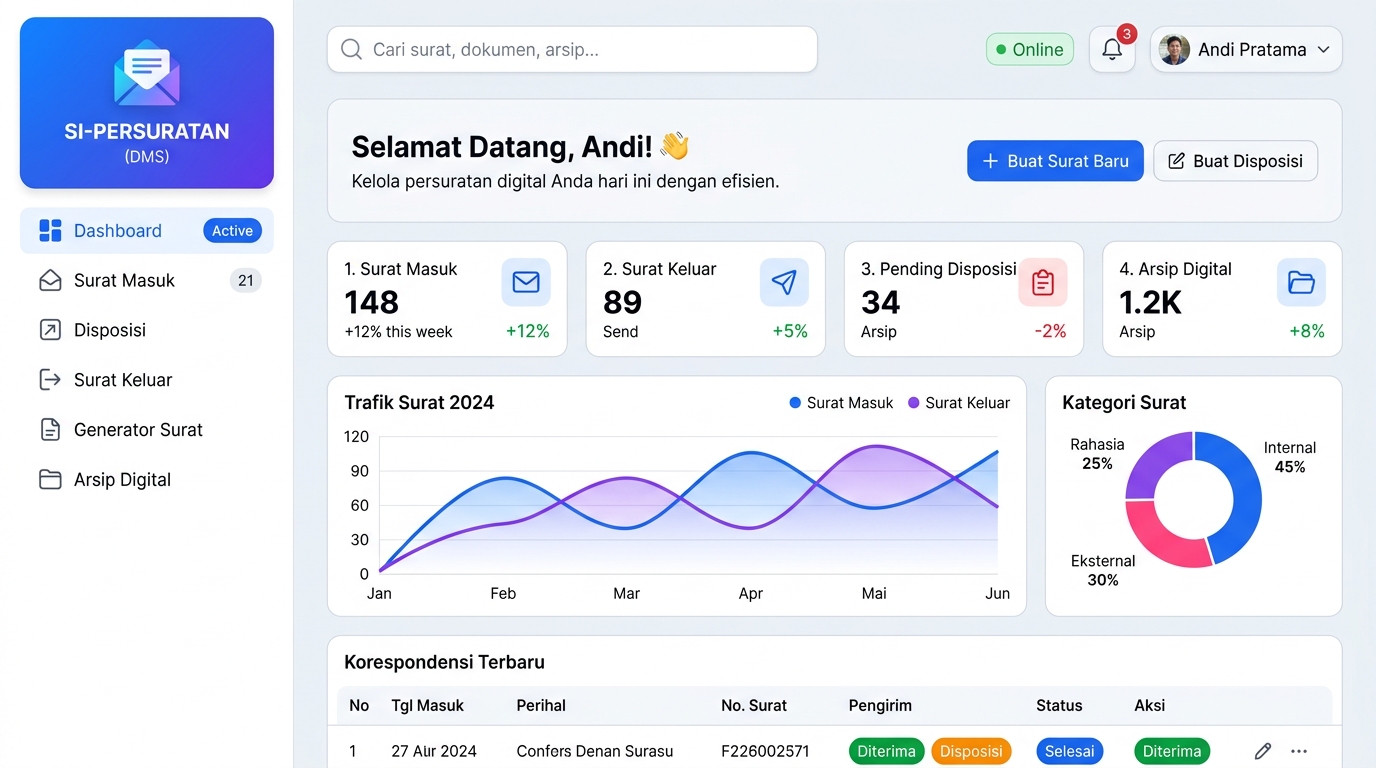 SI-PERSURATAN
(DMS)
Dashboard Active
Surat Masuk 21
Disposisi
Surat Keluar
Generator Surat
Arsip Digital
Cari surat, dokumen, arsip...
Online
3
Andi Pratama
Selamat Datang, Andi! 👋
Kelola persuratan digital Anda hari ini dengan efisien.
+ Buat Surat Baru
Buat Disposisi
1. Surat Masuk
148
+12% this week +12%
2. Surat Keluar
89
Send +5%
3. Pending Disposisi
34
Arsip -2%
4. Arsip Digital
1.2K
Arsip +8%
Trafik Surat 2024
Surat Masuk Surat Keluar
120
90
60
30
0
Jan Feb Mar Apr Mai Jun
Kategori Surat
Rahasia
25%
Internal
45%
Eksternal
30%
Korespondensi Terbaru
No Tgl Masuk Perihal No. Surat Pengirim Status Aksi
1 27 Alır 2024 Confers Denan Surasu F226002571 Diterima Disposisi Selesai Diterima